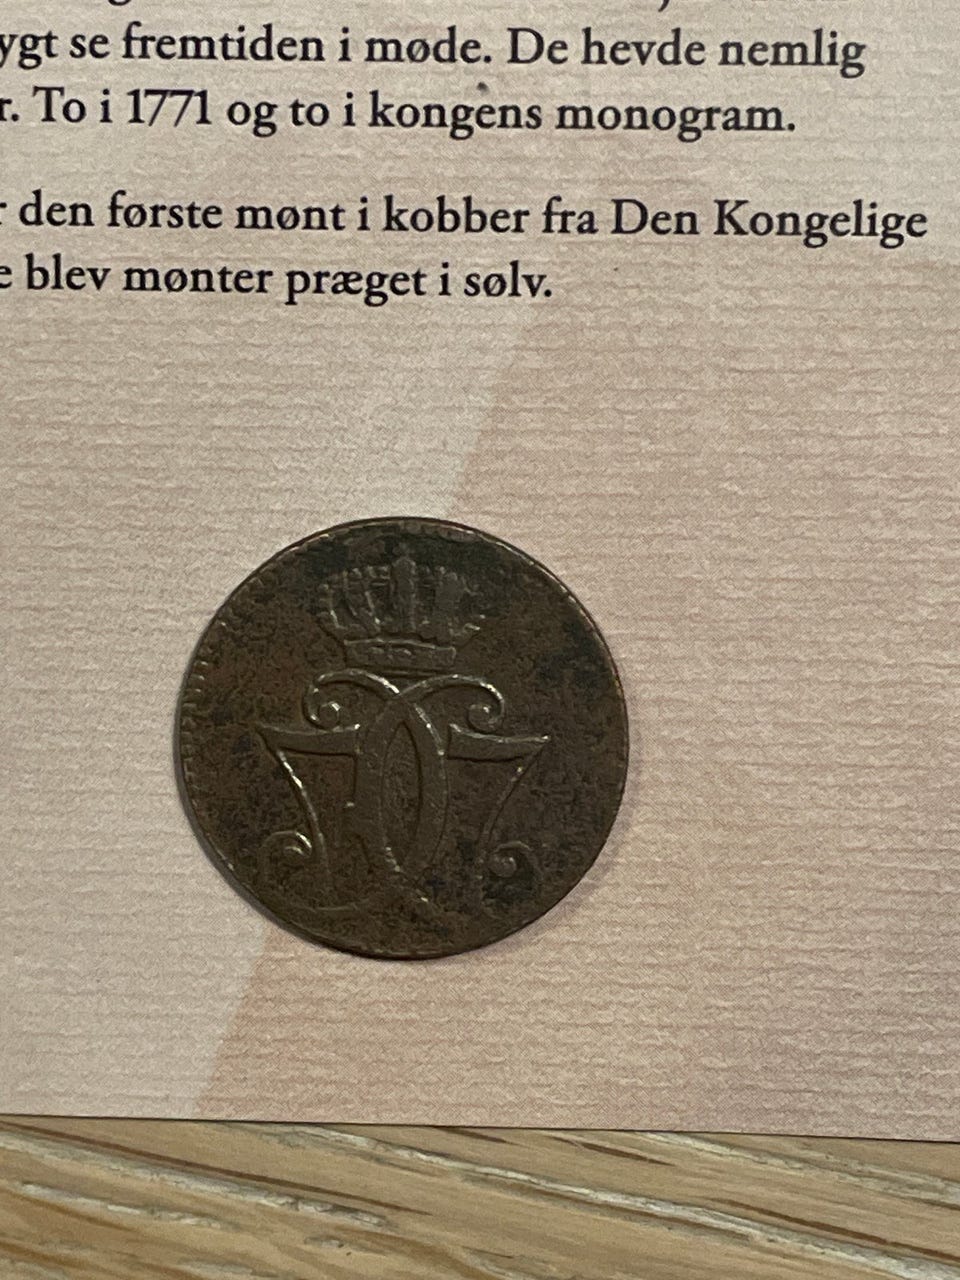 ygt se fremtiden i møde. De hevde nemlig
r. To i 1771 og to i kongens monogram.
r den første mønt i kobber fra Den Kongelige
e blev mønter præget i sølv.
C7